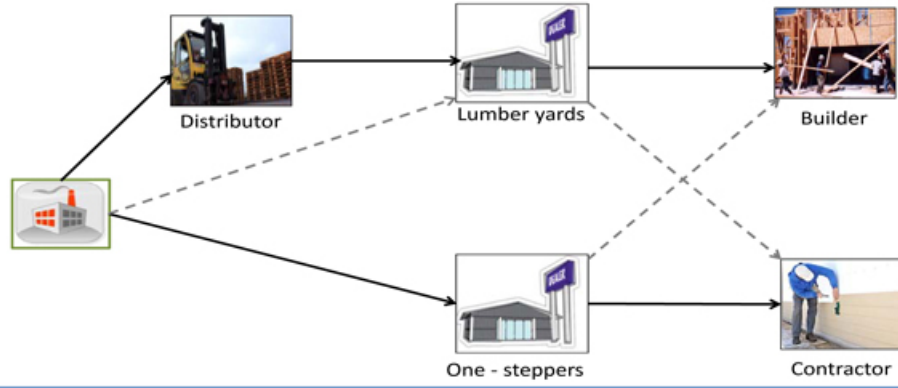 Distributor
Lumber yards
Builder
One - steppers
Contractor